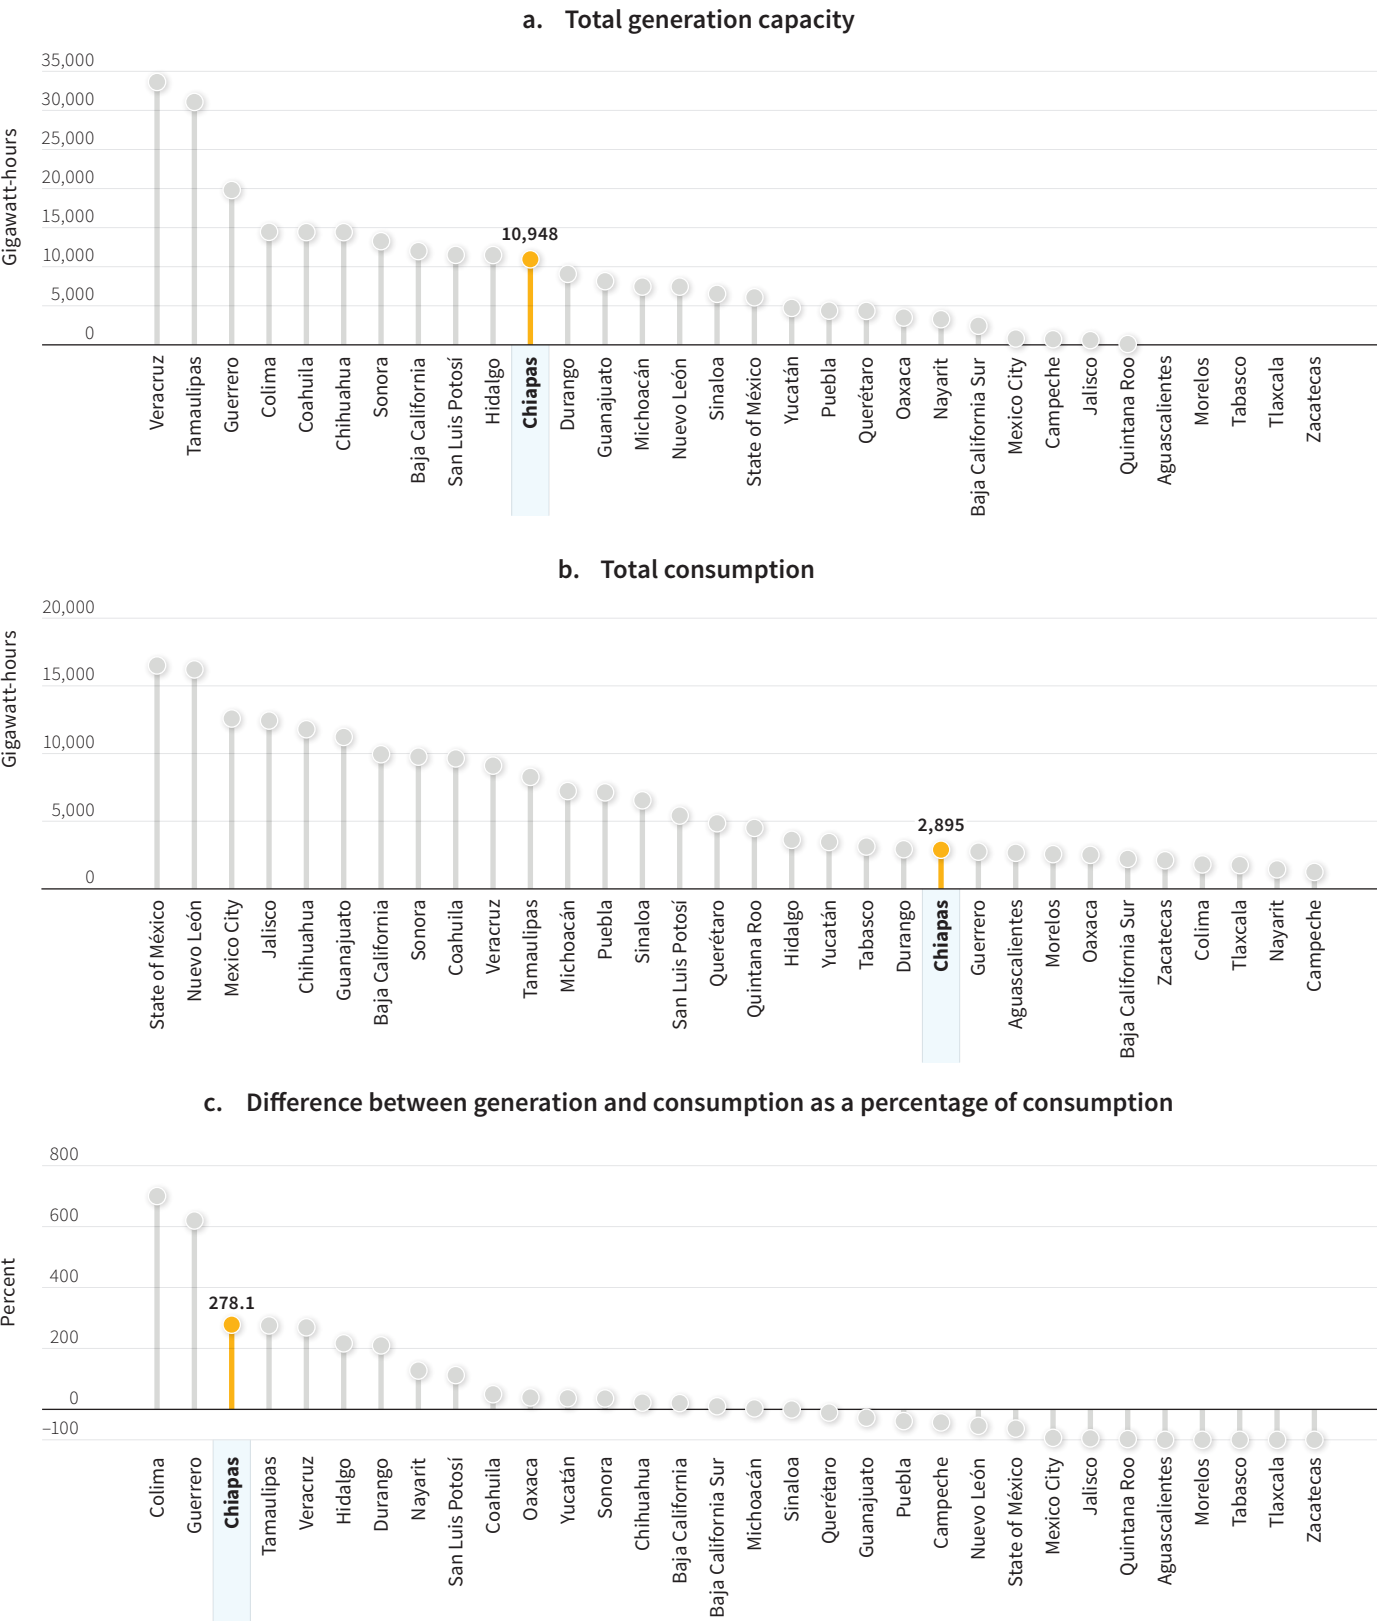 a. Total generation capacity
Gigawatt-hours
35,000
30,000
25,000
20,000
15,000
10,000
5,000
0
10,948
Veracruz
Tamaulipas
Guerrero
Colima
Coahuila
Chihuahua
Sonora
Baja California
San Luis Potosí
Hidalgo
Chiapas
Durango
Guanajuato
Michoacán
Nuevo León
Sinaloa
State of México
Yucatán
Puebla
Querétaro
Oaxaca
Nayarit
Baja California Sur
Mexico City
Campeche
Jalisco
Quintana Roo
Aguascalientes
Morelos
Tabasco
Tlaxcala
Zacatecas
b. Total consumption
Gigawatt-hours
20,000
15,000
10,000
5,000
0
2,895
State of México
Nuevo León
Mexico City
Jalisco
Chihuahua
Guanajuato
Baja California
Sonora
Coahuila
Veracruz
Tamaulipas
Michoacán
Puebla
Sinaloa
San Luis Potosí
Querétaro
Quintana Roo
Hidalgo
Yucatán
Tabasco
Durango
Chiapas
Guerrero
Aguascalientes
Morelos
Oaxaca
Baja California Sur
Zacatecas
Colima
Tlaxcala
Nayarit
Campeche
c. Difference between generation and consumption as a percentage of consumption
Percent
800
600
400
200
0
−100
278.1
Colima
Guerrero
Chiapas
Tamaulipas
Veracruz
Hidalgo
Durango
Nayarit
San Luis Potosí
Coahuila
Oaxaca
Yucatán
Sonora
Chihuahua
Baja California
Baja California Sur
Michoacán
Sinaloa
Querétaro
Guanajuato
Puebla
Campeche
Nuevo León
State of México
Mexico City
Jalisco
Quintana Roo
Aguascalientes
Morelos
Tabasco
Tlaxcala
Zacatecas